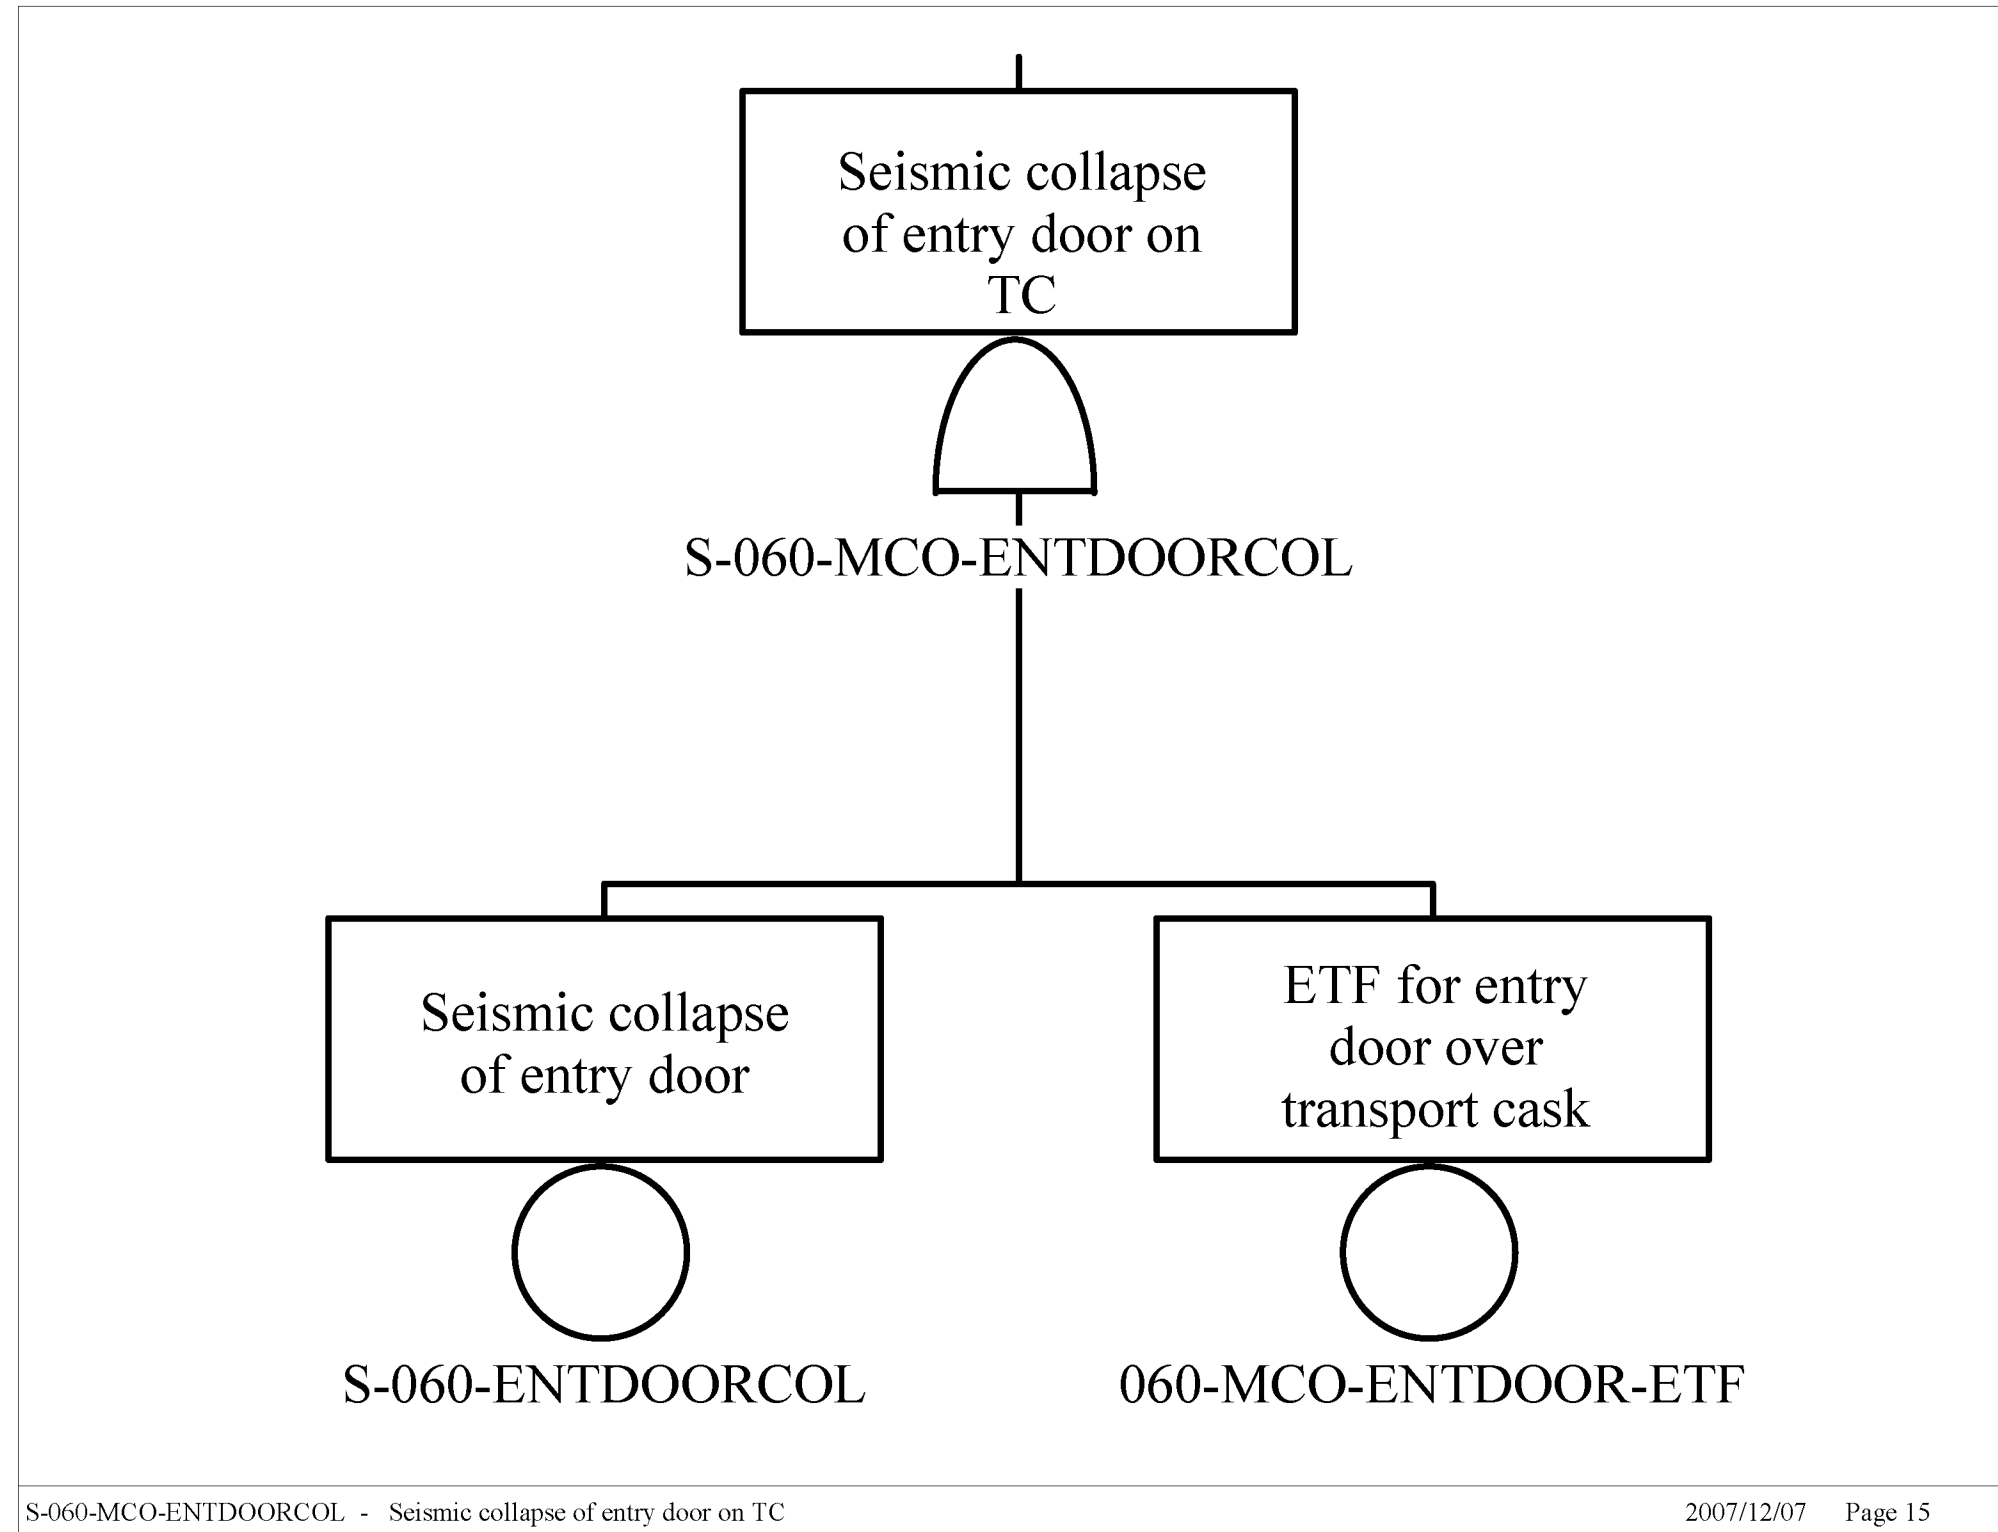 Seismic collapse
of entry door on
TC
S-060-MCO-ENTDOORCOL
Seismic collapse
of entry door
S-060-ENTDOORCOL
ETF for entry
door over
transport cask
060-MCO-ENTDOOR-ETF
S-060-MCO-ENTDOORCOL - Seismic collapse of entry door on TC
2007/12/07 Page 15